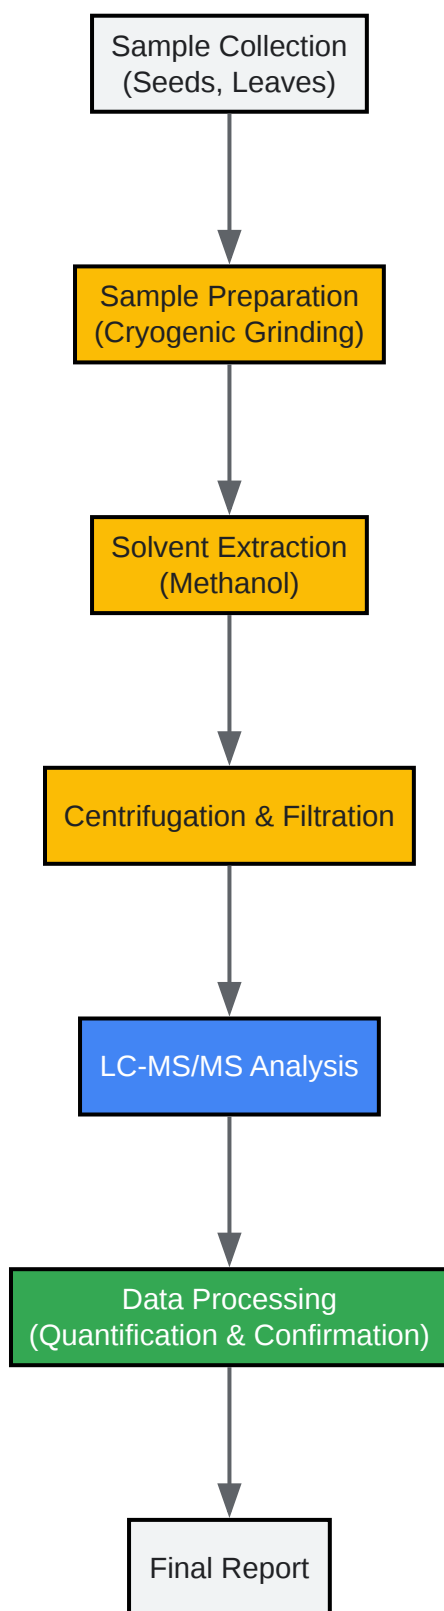 Sample Collection
(Seeds, Leaves)
Sample Preparation
(Cryogenic Grinding)
Solvent Extraction
(Methanol)
Centrifugation & Filtration
LC-MS/MS Analysis
Data Processing
(Quantification & Confirmation)
Final Report